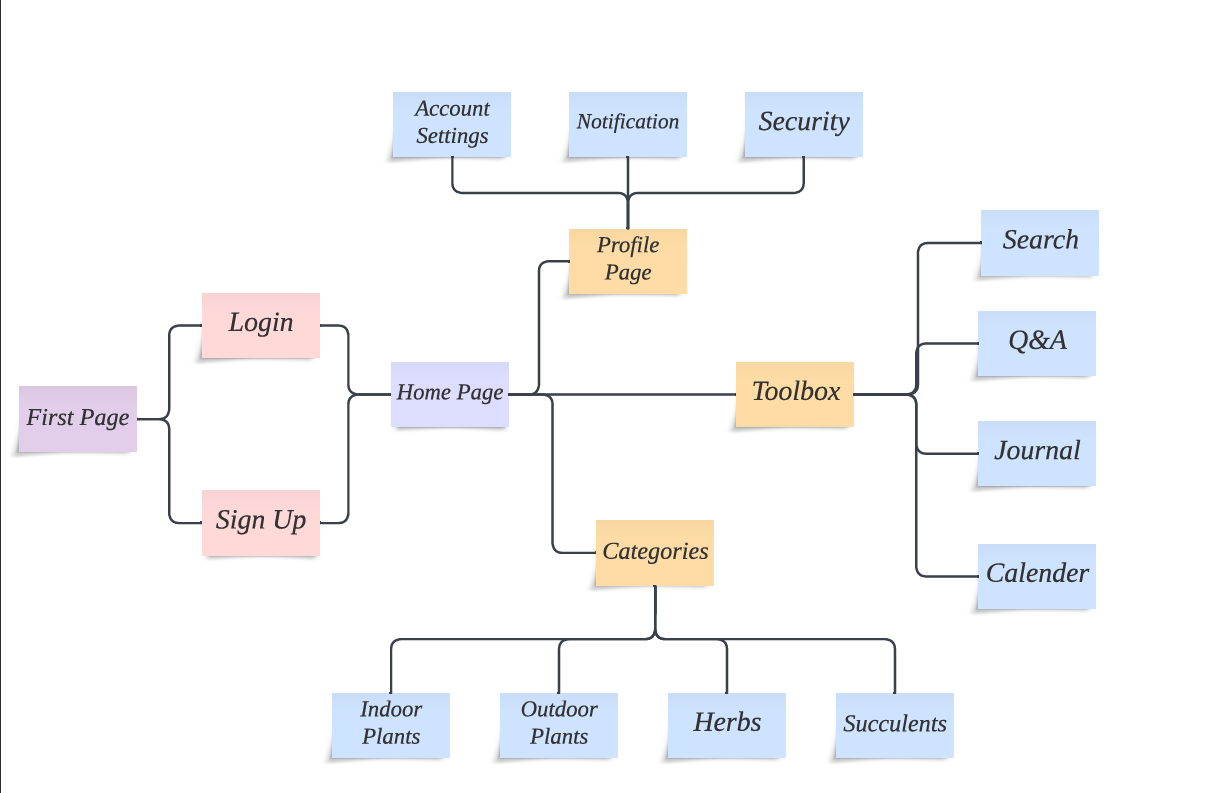 Account
Settings
Notification
Security
Profile
Page
Search
Login
Q&A
Home Page
Toolbox
First Page
Journal
Sign Up
Categories
Calender
Indoor
Plants
Outdoor
Plants
Herbs
Succulents